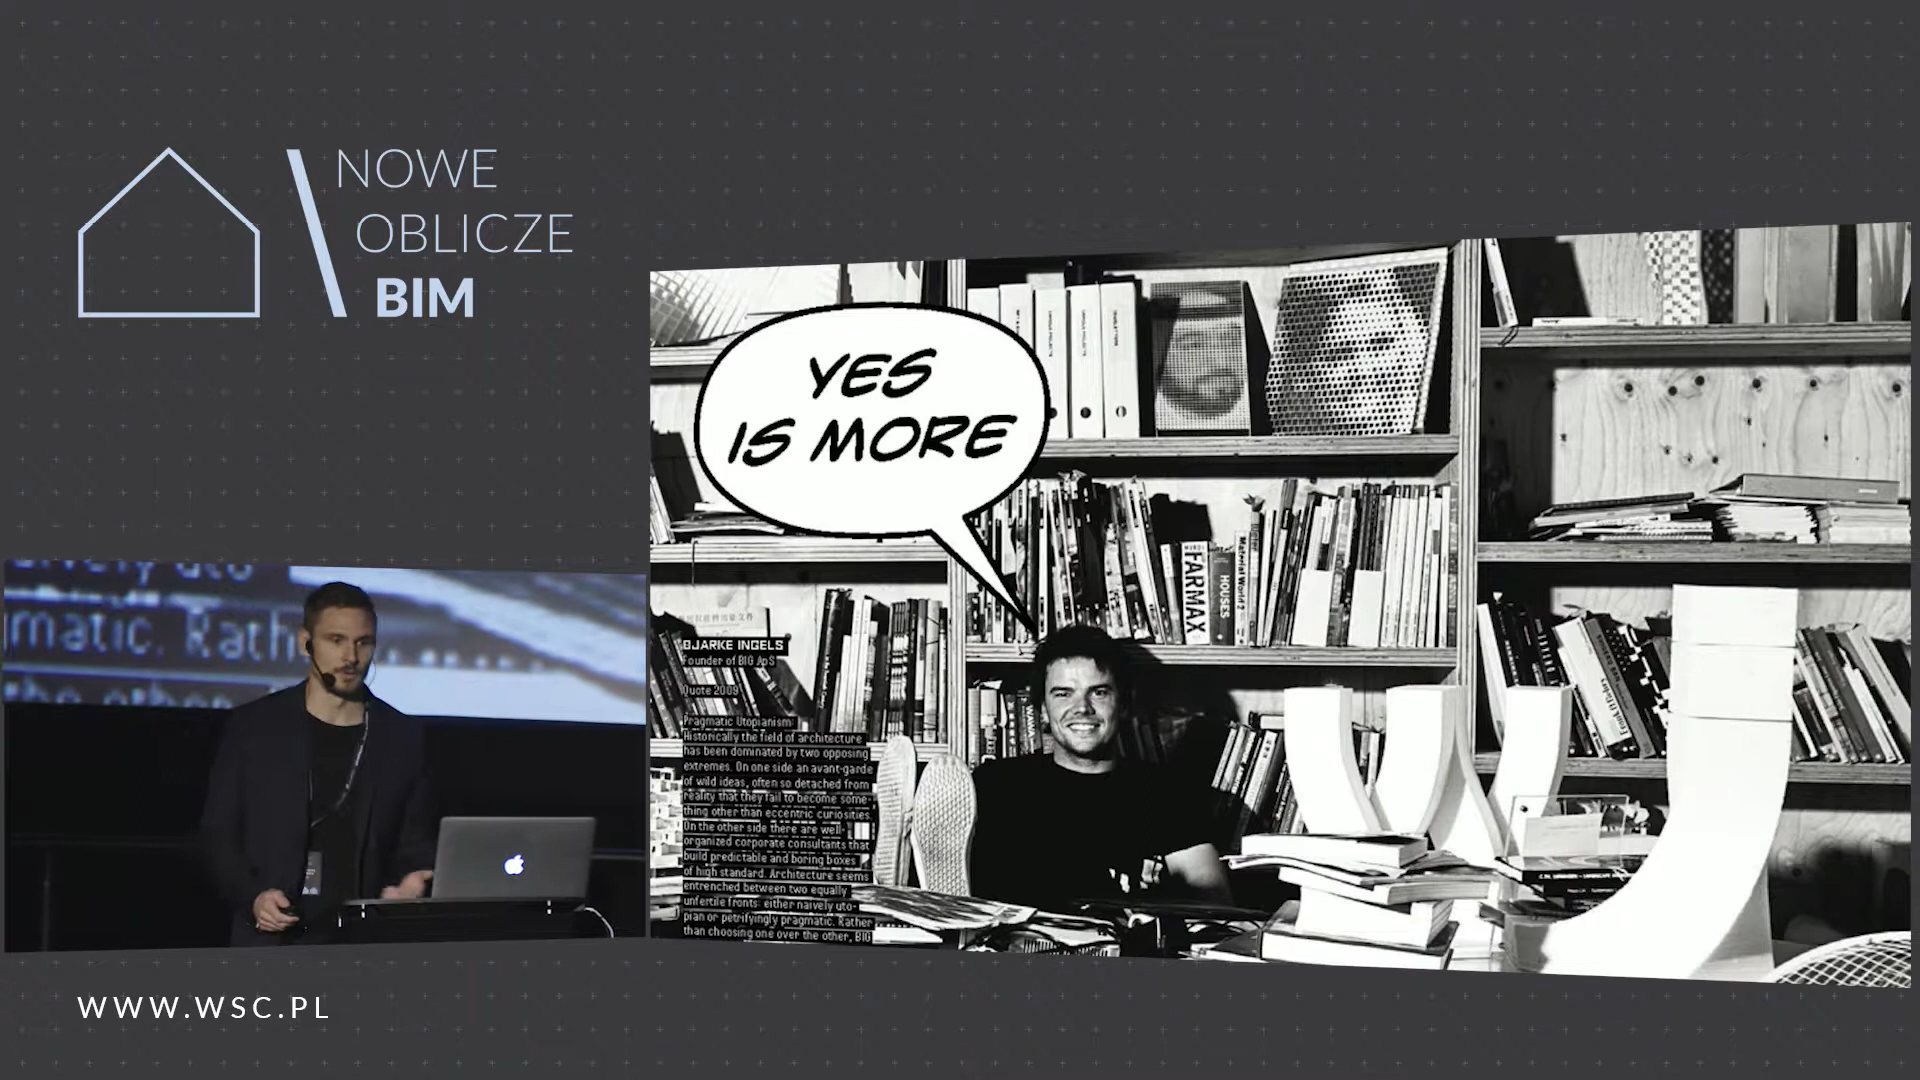 NOWE
OBLICZE
BIM
YES
IS MORE
FARMAX
HOUSES
Material World 2
BJARKE INGELS
Founder of BIG ApS
Quote 2009
Pragmatic Utopianism:
Historically the field of architecture
has been dominated by two opposing
extremes. On one side an avant-garde
of wild ideas, often so detached from
reality that they fail to become some-
thing other than eccentric curiosities.
On the other side there are well-
organized corporate consultants that
build predictable and boring boxes
of high standard. Architecture seems
entrenched between two equally
unfertile fronts: either naively uto-
pian or petrifyingly pragmatic. Rather
than choosing one over the other, BIG
matic. Rath
the other
WWW.WSC.PL